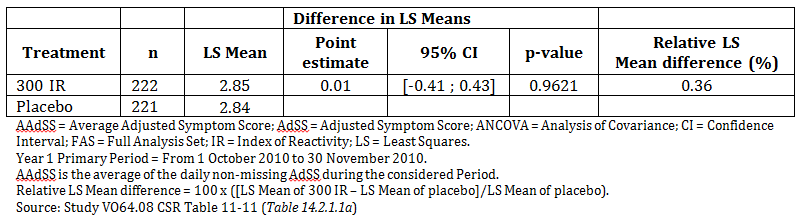 Difference in LS Means
Treatment n LS Mean Point estimate 95% CI p-value Relative LS Mean difference (%)
300 IR 222 2.85 0.01 [-0.41 ; 0.43] 0.9621 0.36
Placebo 221 2.84
AAdSS = Average Adjusted Symptom Score; AdSS = Adjusted Symptom Score; ANCOVA = Analysis of Covariance; CI = Confidence
Interval; FAS = Full Analysis Set; IR = Index of Reactivity; LS = Least Squares.
Year 1 Primary Period = From 1 October 2010 to 30 November 2010.
AAdSS is the average of the daily non-missing AdSS during the considered Period.
Relative LS Mean difference = 100 x ([LS Mean of 300 IR – LS Mean of placebo]/LS Mean of placebo).
Source: Study VO64.08 CSR Table 11-11 (Table 14.2.1.1a)